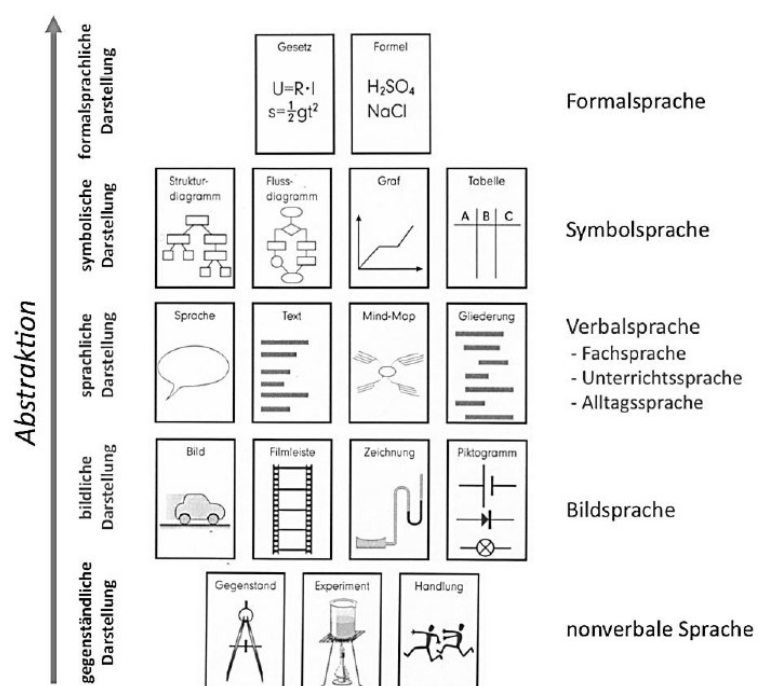 Abstraktion
formalsprachliche
Darstellung
Gesetz
U=R·I
s=½gt²
Formel
H₂SO₄
NaCl
Formalsprache
symbolische
Darstellung
Struktur-
diagramm
Fluss-
diagramm
Graf
Tabelle
A B C
Symbolsprache
sprachliche
Darstellung
Sprache
Text
Mind-Map
Gliederung
Verbalsprache
- Fachsprache
- Unterrichtssprache
- Alltagssprache
bildliche
Darstellung
Bild
Filmleiste
Zeichnung
Piktogramm
Bildsprache
gegenständliche
Darstellung
Gegenstand
Experiment
Handlung
nonverbale Sprache